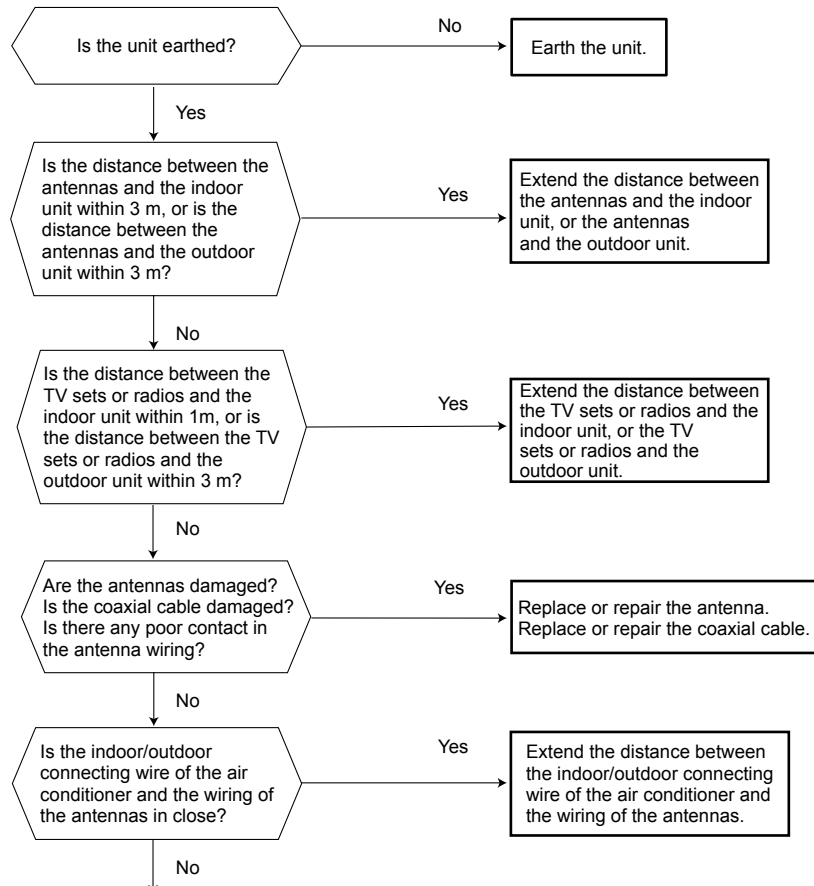 Is the unit earthed?
No
Earth the unit.
Yes
Is the distance between the
antennas and the indoor
unit within 3 m, or is the
distance between the
antennas and the outdoor
unit within 3 m?
Yes
Extend the distance between
the antennas and the indoor
unit, or the antennas
and the outdoor unit.
No
Is the distance between the
TV sets or radios and the
indoor unit within 1m, or is
the distance between the TV
sets or radios and the
outdoor unit within 3 m?
Yes
Extend the distance between
the TV sets or radios and the
indoor unit, or the TV
sets or radios and the
outdoor unit.
No
Are the antennas damaged?
Is the coaxial cable damaged?
Is there any poor contact in
the antenna wiring?
Yes
Replace or repair the antenna.
Replace or repair the coaxial cable.
No
Is the indoor/outdoor
connecting wire of the air
conditioner and the wiring of
the antennas in close?
Yes
Extend the distance between
the indoor/outdoor connecting
wire of the air conditioner and
the wiring of the antennas.
No